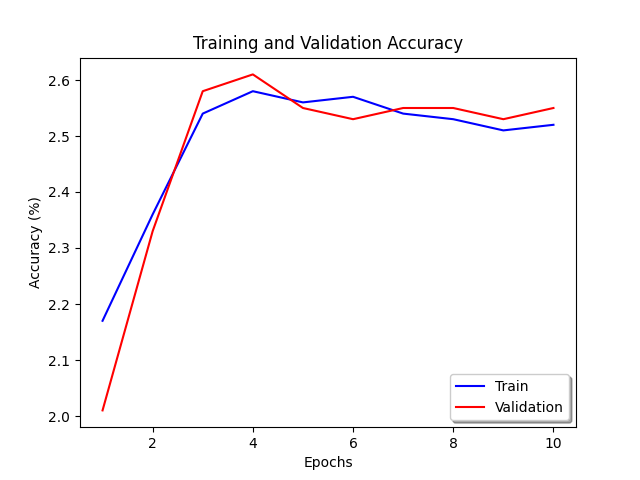 Training and Validation Accuracy
Accuracy (%)
2.6
2.5
2.4
2.3
2.2
2.1
2.0
Train
Validation
2 4 6 8 10
Epochs